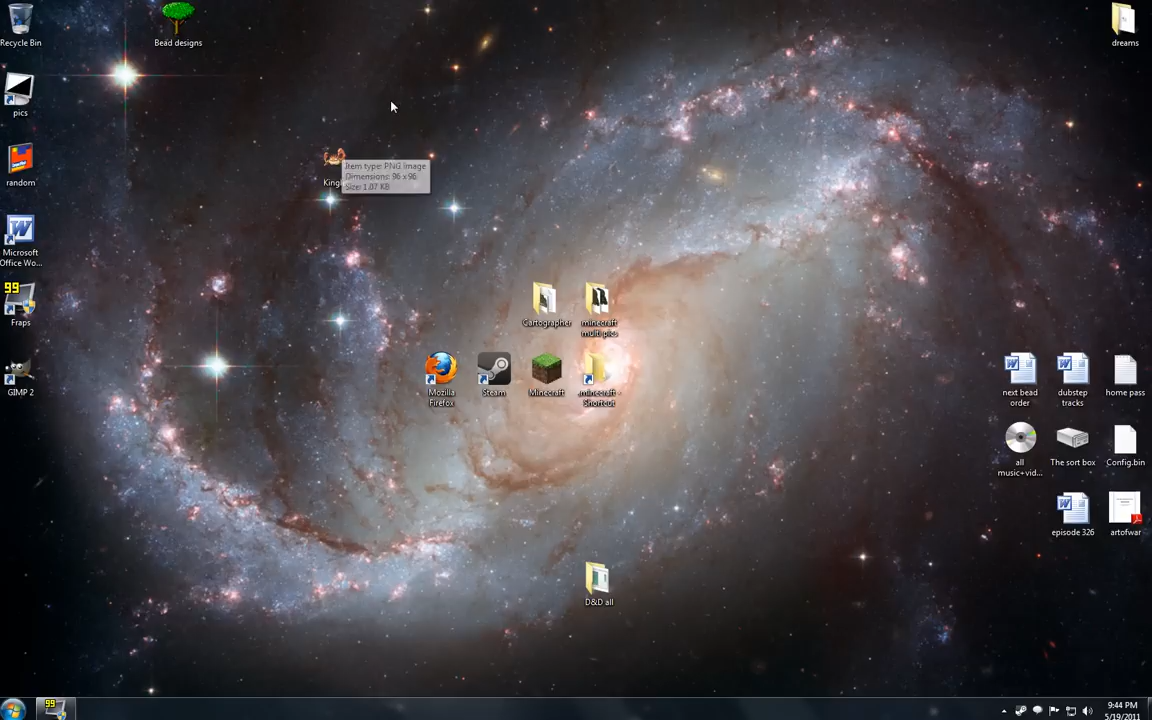 Recycle Bin
Bead designs
dreams
pics
Item type: PNG image
Dimensions: 96 x 96
Size: 1.07 KB
random
Microsoft
Office Wo...
99
Fraps
Cartographer
minecraft
multi pics
GIMP 2
Mozilla
Firefox
Steam
Minecraft
.minecraft -
Shortcut
next bead
order
dubstep
tracks
home pass
all
music+vid...
The sort box
Config.bin
episode 326
artofwar
D&D all
99
9:44 PM
5/19/2011